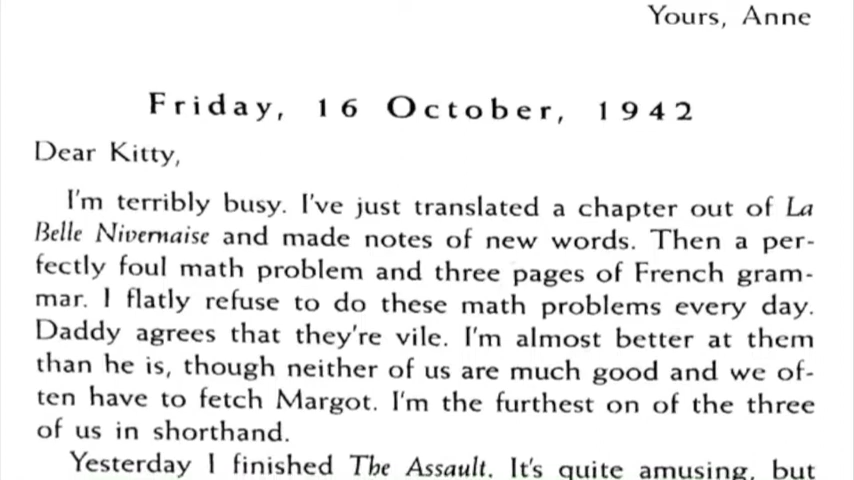 Yours, Anne
Friday, 16 October, 1942
Dear Kitty,
I'm terribly busy. I've just translated a chapter out of La
Belle Nivernaise and made notes of new words. Then a per-
fectly foul math problem and three pages of French gram-
mar. I flatly refuse to do these math problems every day.
Daddy agrees that they're vile. I'm almost better at them
than he is, though neither of us are much good and we of-
ten have to fetch Margot. I'm the furthest on of the three
of us in shorthand.
Yesterday I finished The Assault. It's quite amusing, but